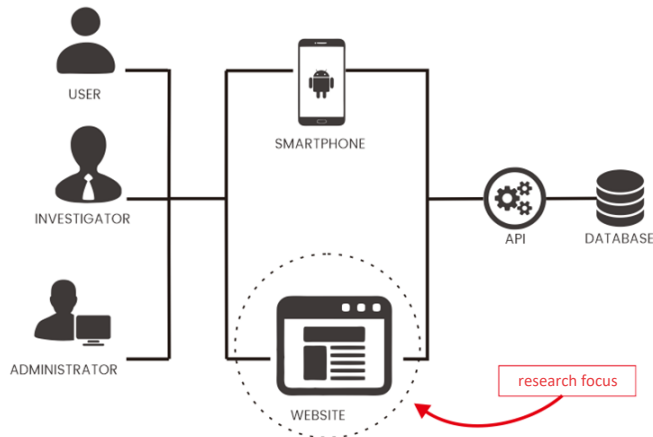 USER
SMARTPHONE
INVESTIGATOR
API
DATABASE
ADMINISTRATOR
research focus
WEBSITE